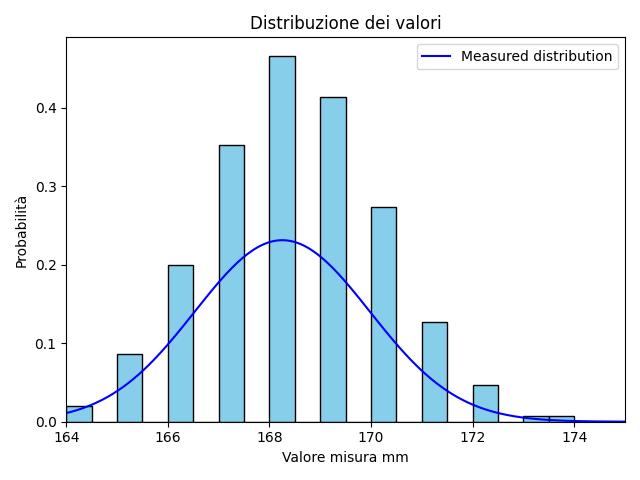 Distribuzione dei valori
Measured distribution
Probabilità
0.4
0.3
0.2
0.1
0.0
164 166 168 170 172 174
Valore misura mm